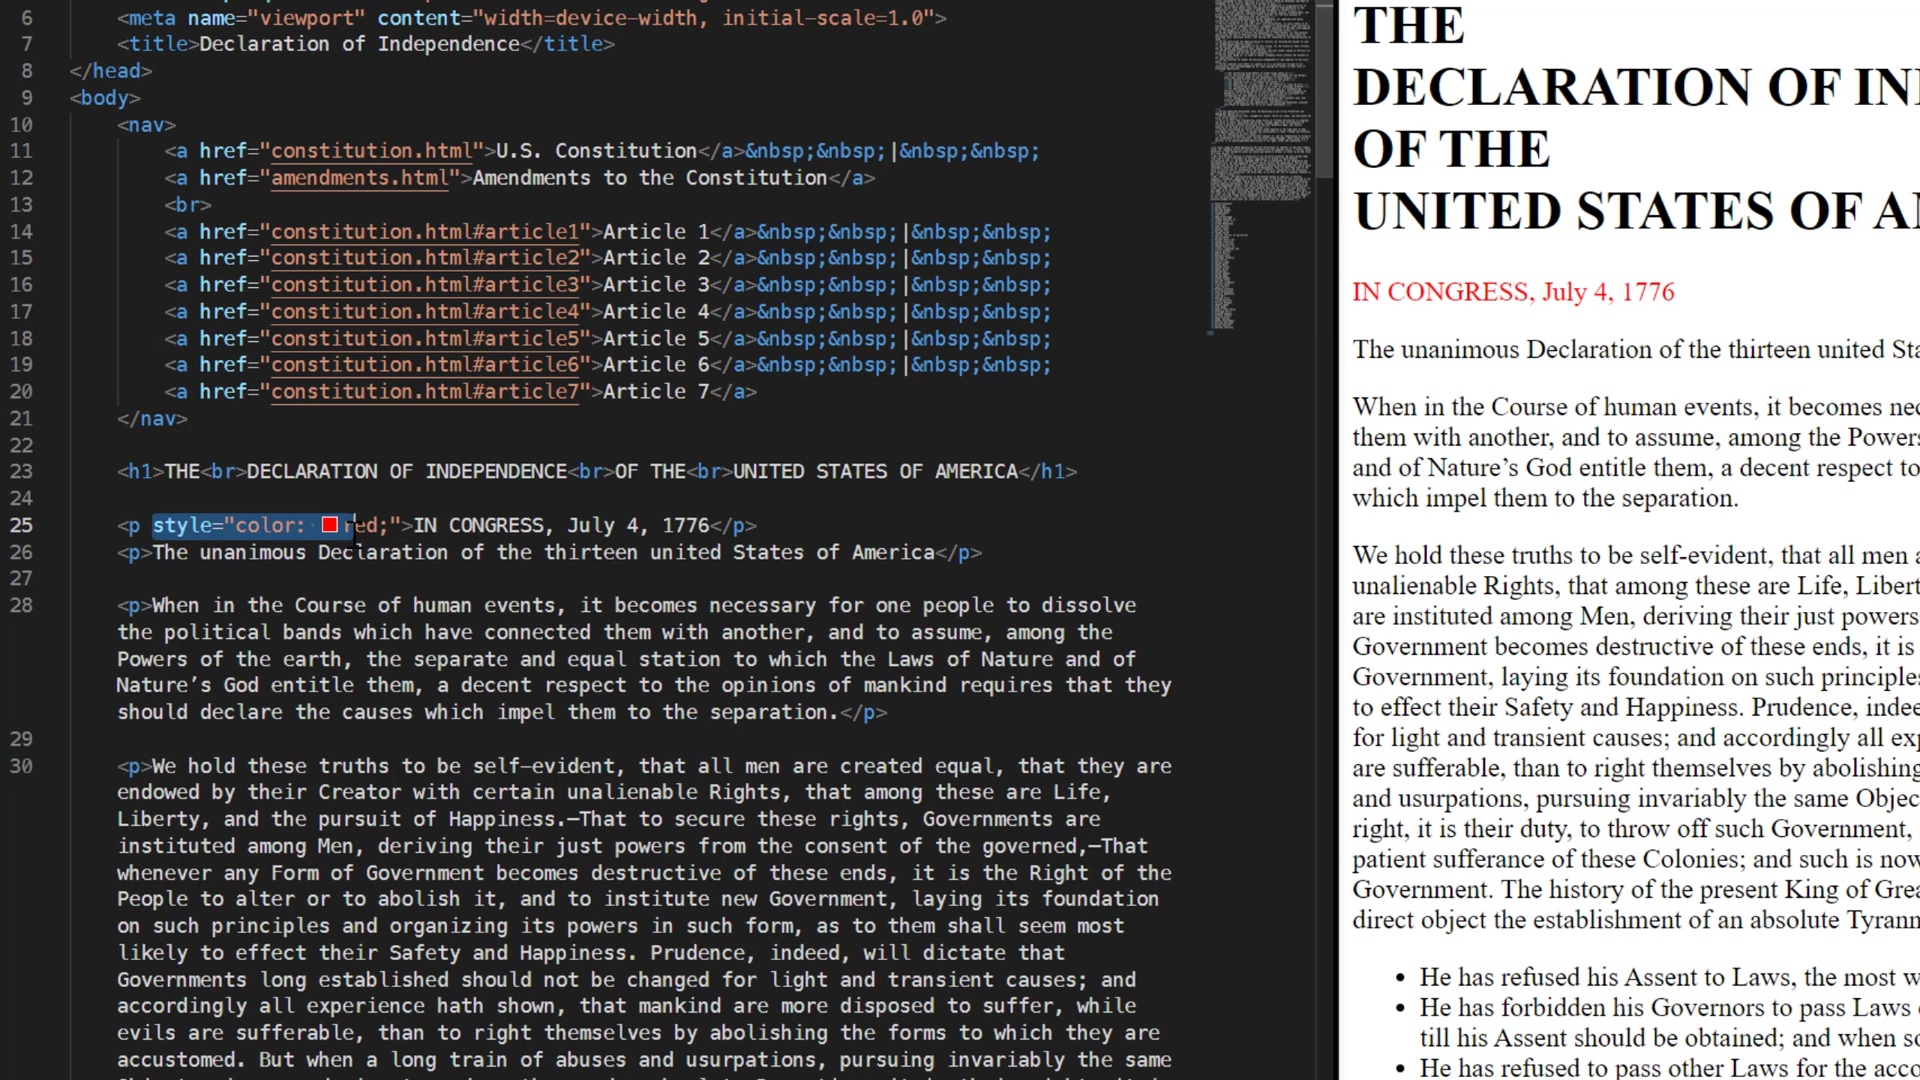 6 <meta name="viewport" content="width=device-width, initial-scale=1.0">
7 <title>Declaration of Independence</title>
8 </head>
9 <body>
10 <nav>
11 <a href="constitution.html">U.S. Constitution</a>&nbsp;&nbsp;|&nbsp;&nbsp;
12 <a href="amendments.html">Amendments to the Constitution</a>
13 <br>
14 <a href="constitution.html#article1">Article 1</a>&nbsp;&nbsp;|&nbsp;&nbsp;
15 <a href="constitution.html#article2">Article 2</a>&nbsp;&nbsp;|&nbsp;&nbsp;
16 <a href="constitution.html#article3">Article 3</a>&nbsp;&nbsp;|&nbsp;&nbsp;
17 <a href="constitution.html#article4">Article 4</a>&nbsp;&nbsp;|&nbsp;&nbsp;
18 <a href="constitution.html#article5">Article 5</a>&nbsp;&nbsp;|&nbsp;&nbsp;
19 <a href="constitution.html#article6">Article 6</a>&nbsp;&nbsp;|&nbsp;&nbsp;
20 <a href="constitution.html#article7">Article 7</a>
21 </nav>
22
23 <h1>THE<br>DECLARATION OF INDEPENDENCE<br>OF THE<br>UNITED STATES OF AMERICA</h1>
24
25 <p style="color: red;">IN CONGRESS, July 4, 1776</p>
26 <p>The unanimous Declaration of the thirteen united States of America</p>
27
28 <p>When in the Course of human events, it becomes necessary for one people to dissolve
the political bands which have connected them with another, and to assume, among the
Powers of the earth, the separate and equal station to which the Laws of Nature and of
Nature’s God entitle them, a decent respect to the opinions of mankind requires that they
should declare the causes which impel them to the separation.</p>
29
30 <p>We hold these truths to be self—evident, that all men are created equal, that they are
endowed by their Creator with certain unalienable Rights, that among these are Life,
Liberty, and the pursuit of Happiness.—That to secure these rights, Governments are
instituted among Men, deriving their just powers from the consent of the governed,—That
whenever any Form of Government becomes destructive of these ends, it is the Right of the
People to alter or to abolish it, and to institute new Government, laying its foundation
on such principles and organizing its powers in such form, as to them shall seem most
likely to effect their Safety and Happiness. Prudence, indeed, will dictate that
Governments long established should not be changed for light and transient causes; and
accordingly all experience hath shown, that mankind are more disposed to suffer, while
evils are sufferable, than to right themselves by abolishing the forms to which they are
accustomed. But when a long train of abuses and usurpations, pursuing invariably the same
THE
DECLARATION OF IN
OF THE
UNITED STATES OF A
IN CONGRESS, July 4, 1776
The unanimous Declaration of the thirteen united Sta
When in the Course of human events, it becomes nec
them with another, and to assume, among the Powers
and of Nature’s God entitle them, a decent respect to
which impel them to the separation.
We hold these truths to be self-evident, that all men a
unalienable Rights, that among these are Life, Libert
are instituted among Men, deriving their just powers
Government becomes destructive of these ends, it is
Government, laying its foundation on such principles
to effect their Safety and Happiness. Prudence, indee
for light and transient causes; and accordingly all exp
are sufferable, than to right themselves by abolishing
and usurpations, pursuing invariably the same Objec
right, it is their duty, to throw off such Government,
patient sufferance of these Colonies; and such is now
Government. The history of the present King of Grea
direct object the establishment of an absolute Tyrann
• He has refused his Assent to Laws, the most w
• He has forbidden his Governors to pass Laws
till his Assent should be obtained; and when so
• He has refused to pass other Laws for the acco